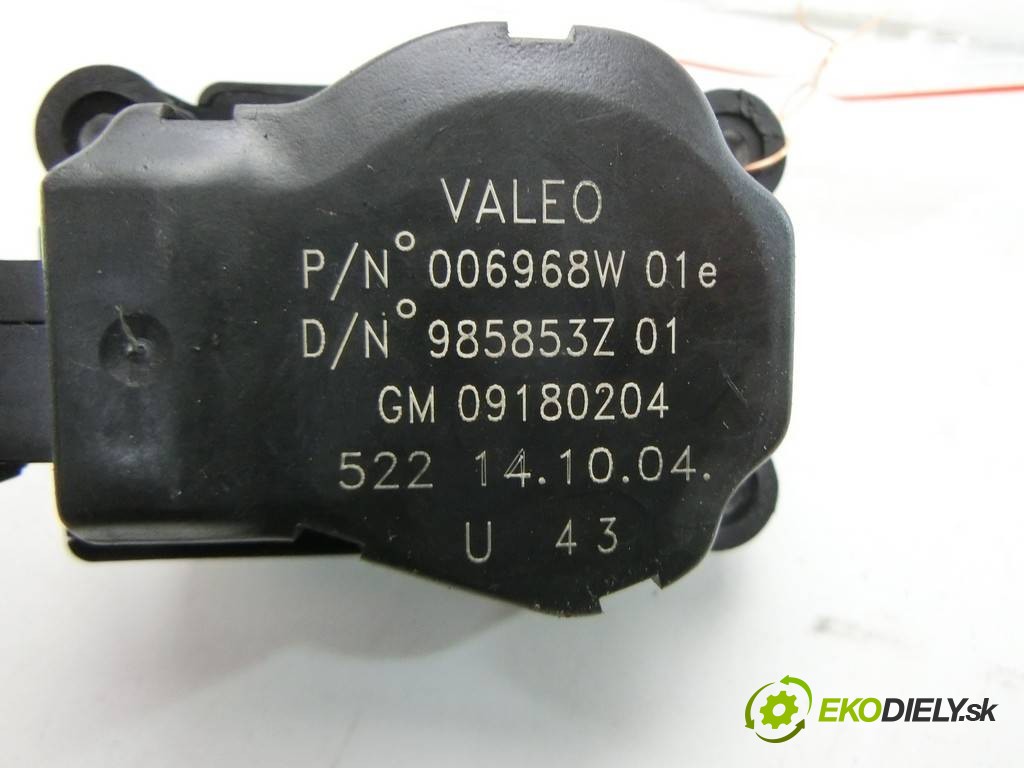 VALEO
P/N° 006968W 01e
D/N° 985853Z 01
GM 09180204
522 14.10.04.
U 43
EKODIELY.sk